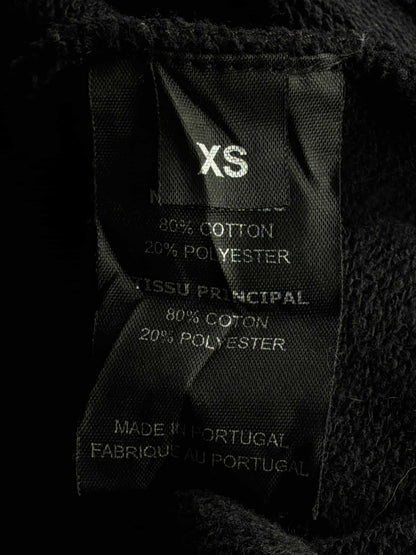 XS
80% COTTON
20% POLYESTER
TISSU PRINCIPAL
80% COTON
20% POLYESTER
MADE IN PORTUGAL
FABRIQUE AU PORTUGAL